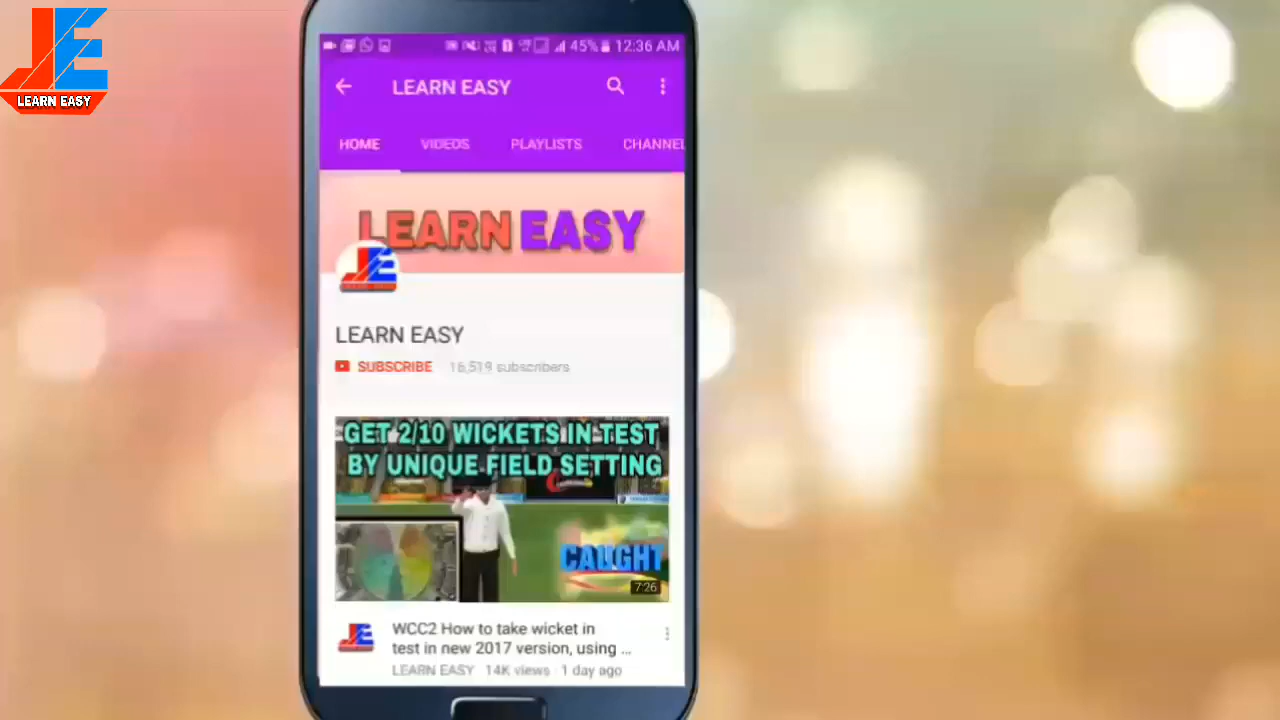 LEARN EASY
45% 12:36 AM
LEARN EASY
HOME VIDEOS PLAYLISTS CHANNEL
LEARN EASY
LEARN EASY
SUBSCRIBE 16,519 subscribers
GET 2/10 WICKETS IN TEST
BY UNIQUE FIELD SETTING
CAUGHT
7:26
WCC2 How to take wicket in
test in new 2017 version, using ...
LEARN EASY 14K views · 1 day ago